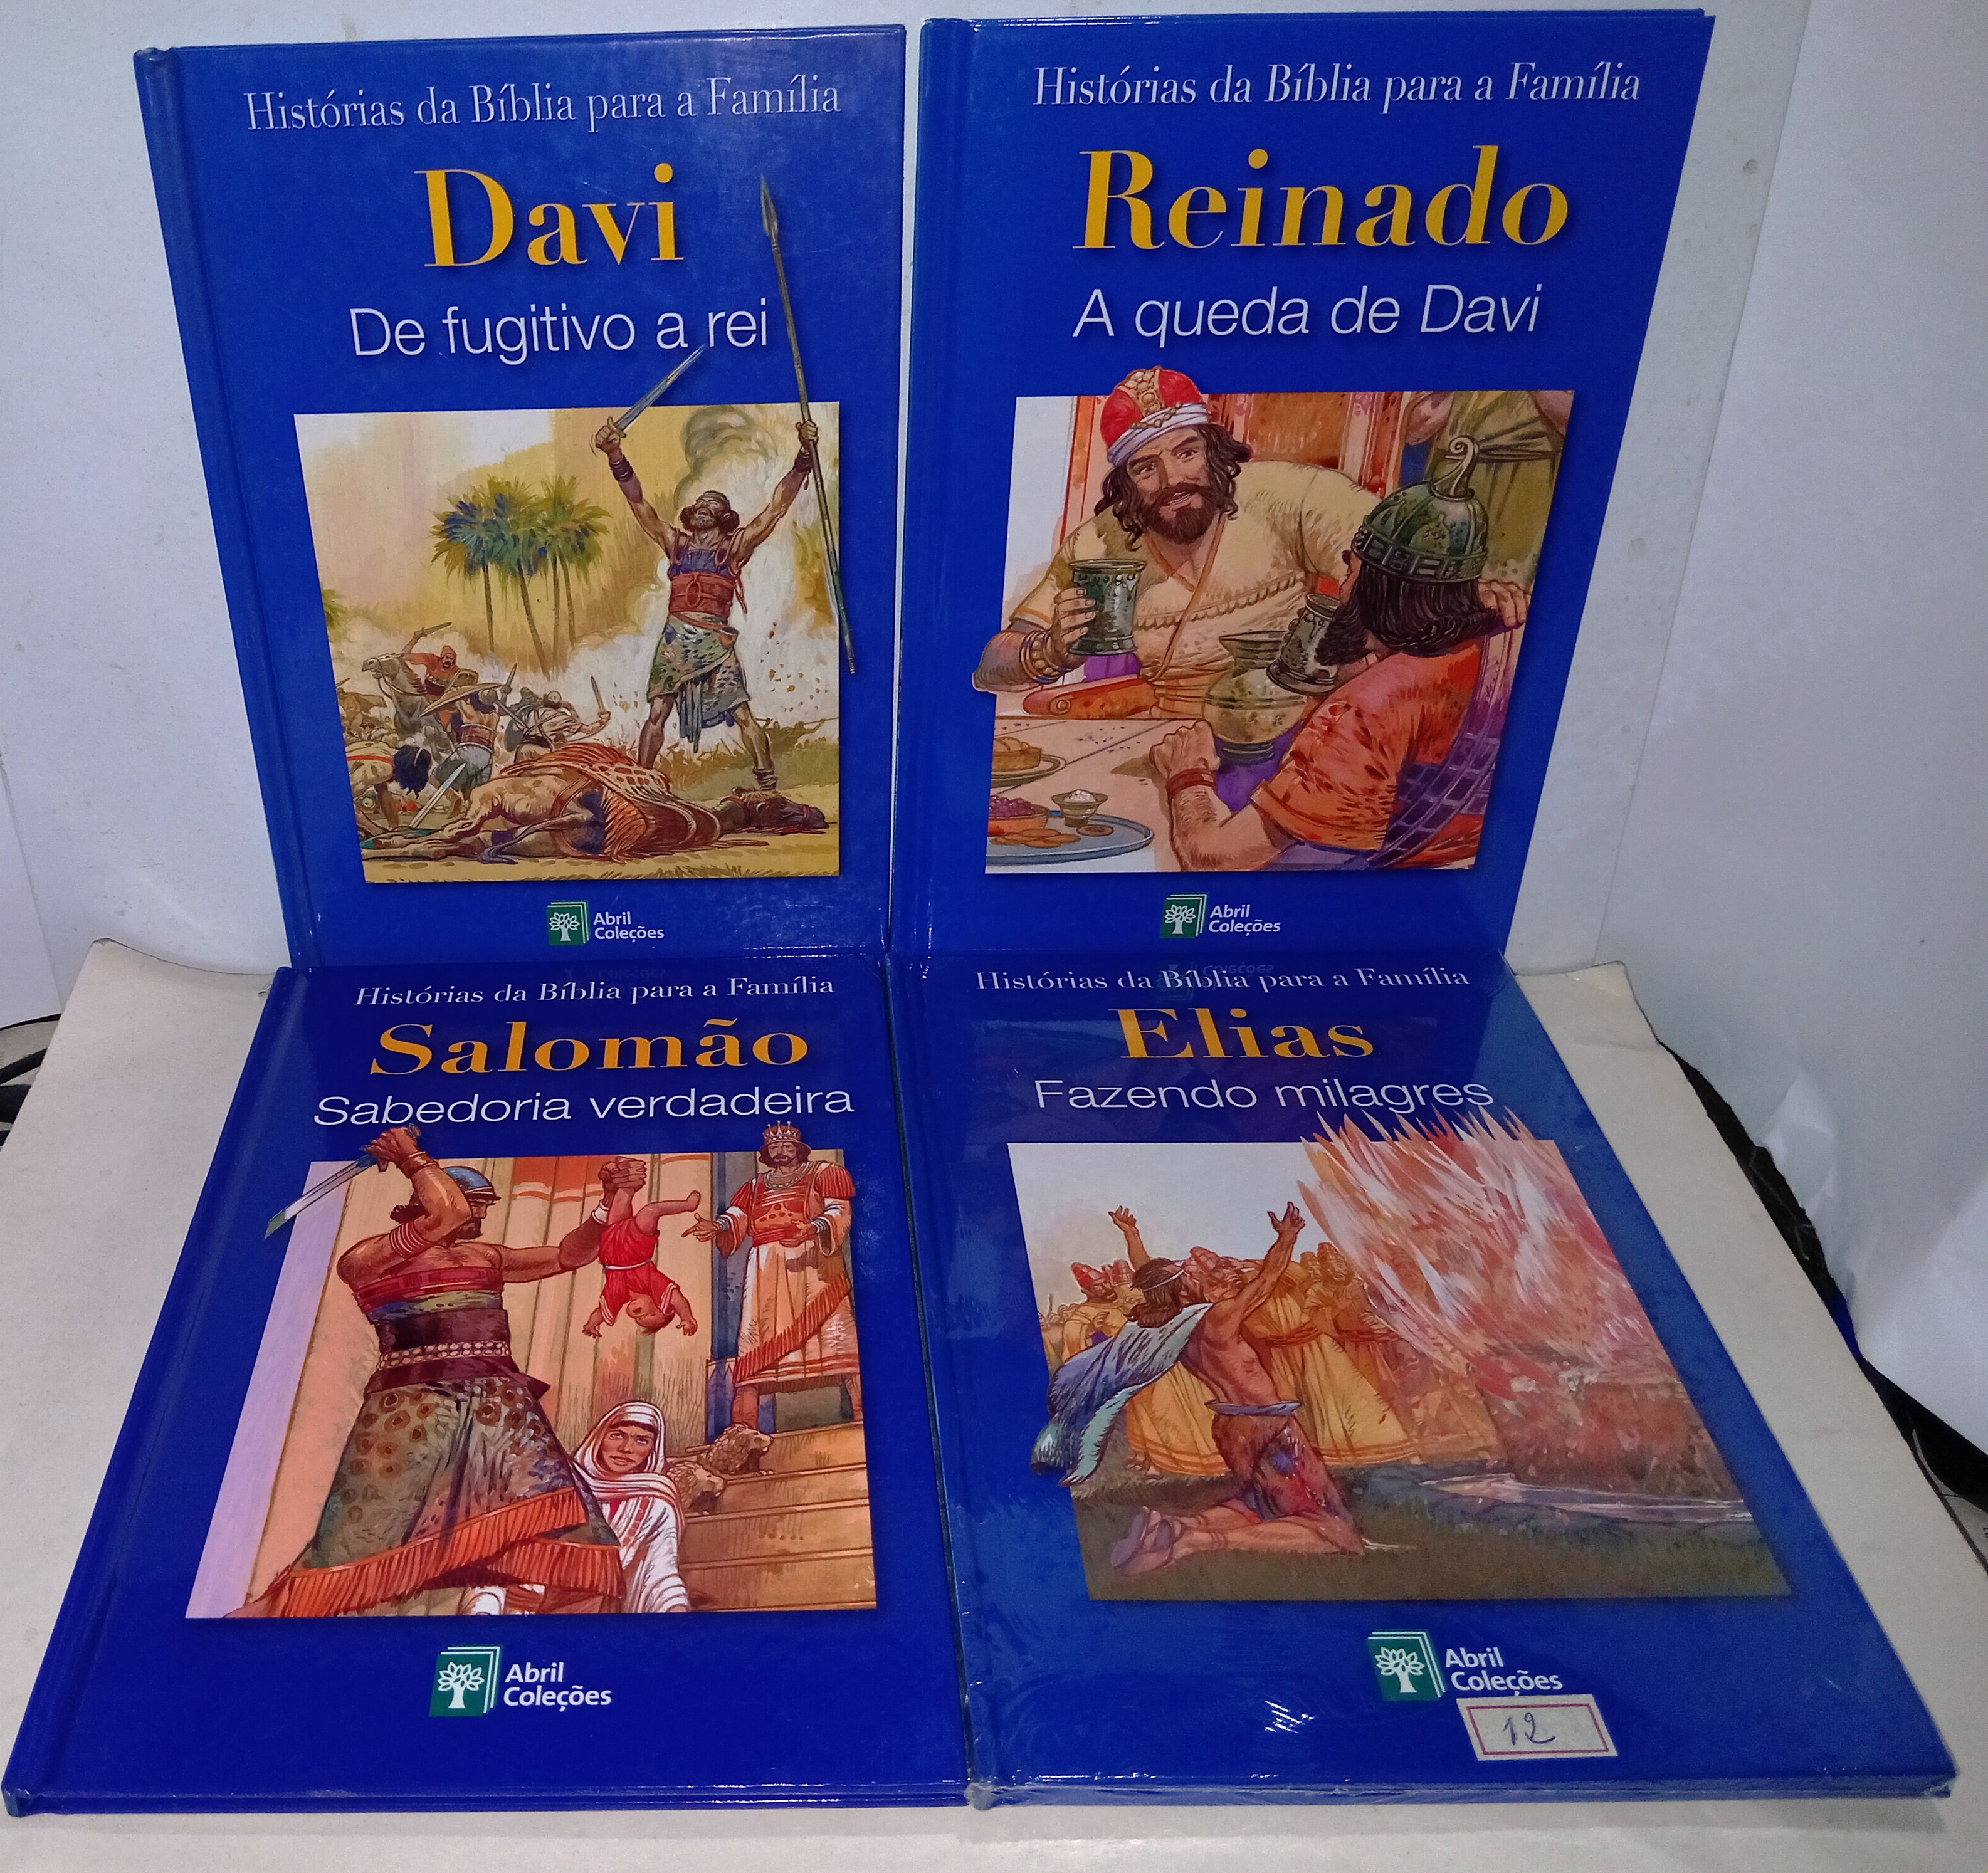 Histórias da Bíblia para a Família
Davi
De fugitivo a rei
Abril
Coleções
Histórias da Bíblia para a Família
Reinado
A queda de Davi
Abril
Coleções
Histórias da Bíblia para a Família
Salomão
Sabedoria verdadeira
Abril
Coleções
Histórias da Bíblia para a Família
Elias
Fazendo milagres
Abril
Coleções
12